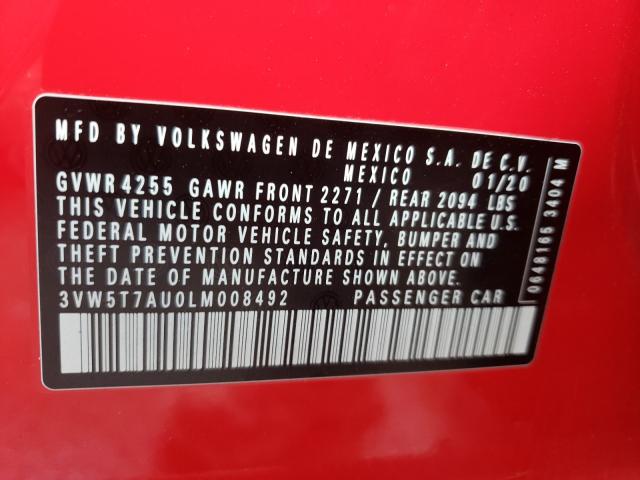 MFD BY VOLKSWAGEN DE MEXICO S.A. DE C.V.
MEXICO 01/20
GVWR 4255 GAWR FRONT 2271 / REAR 2094 LBS
THIS VEHICLE CONFORMS TO ALL APPLICABLE U.S.
FEDERAL MOTOR VEHICLE SAFETY, BUMPER AND
THEFT PREVENTION STANDARDS IN EFFECT ON
THE DATE OF MANUFACTURE SHOWN ABOVE.
3VW5T7AU0LM008492 PASSENGER CAR
0648165 3404 M